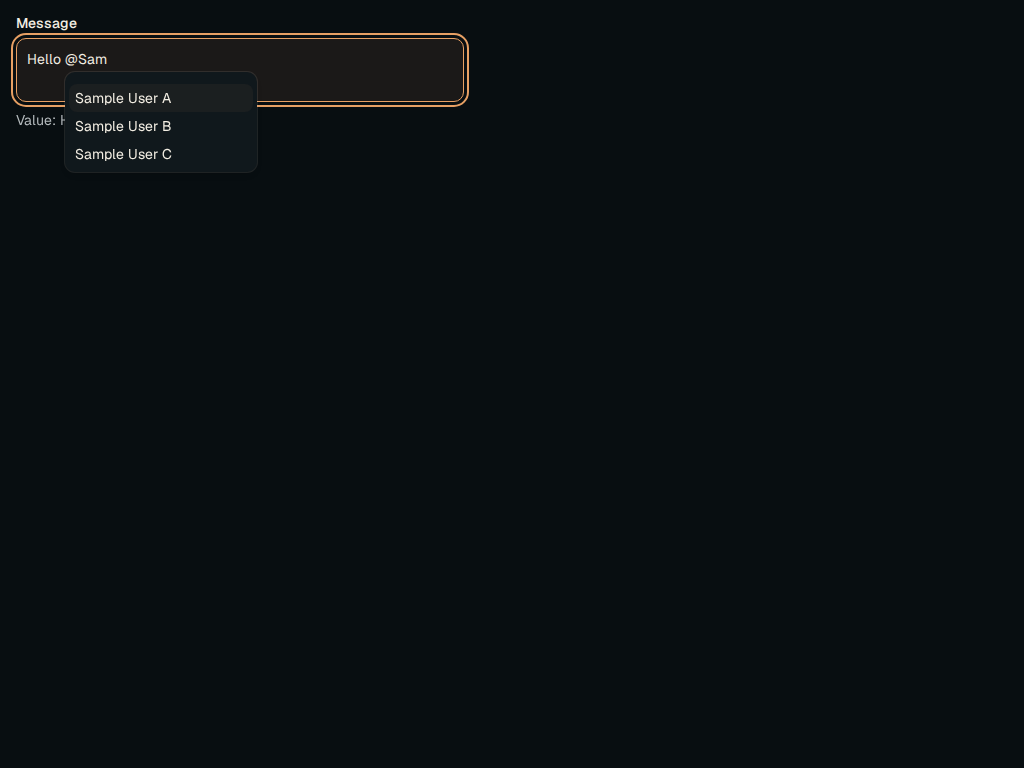 Message
Hello @Sam
Sample User A
Value:
Sample User B
Sample User C